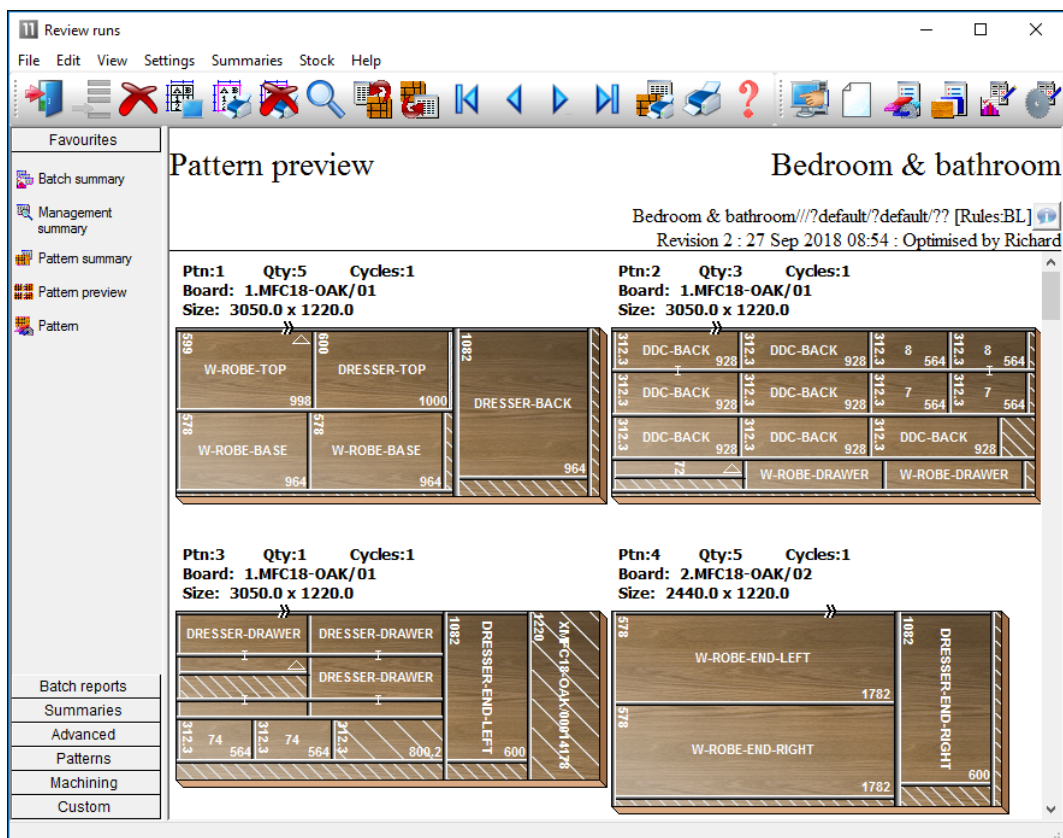 11 Review runs
File Edit View Settings Summaries Stock Help
Favourites
Batch summary
Management
summary
Pattern summary
Pattern preview
Pattern
Batch reports
Summaries
Advanced
Patterns
Machining
Custom
Pattern preview
Bedroom & bathroom
Bedroom & bathroom///?default/?default/?? [Rules:BL]
Revision 2 : 27 Sep 2018 08:54 : Optimised by Richard
Ptn:1 Qty:5 Cycles:1
Board: 1.MFC18-OAK/01
Size: 3050.0 x 1220.0
599 W-ROBE-TOP 998
600 DRESSER-TOP 1000
1082 DRESSER-BACK 964
578 W-ROBE-BASE 964
578 W-ROBE-BASE 964
Ptn:2 Qty:3 Cycles:1
Board: 1.MFC18-OAK/01
Size: 3050.0 x 1220.0
312.3 DDC-BACK 928 312.3 DDC-BACK 928 312.3 8 564 312.3 8 564
312.3 DDC-BACK 928 312.3 DDC-BACK 928 312.3 7 564 312.3 7 564
312.3 DDC-BACK 928 312.3 DDC-BACK 928 312.3 DDC-BACK 928
72 W-ROBE-DRAWER W-ROBE-DRAWER
Ptn:3 Qty:1 Cycles:1
Board: 1.MFC18-OAK/01
Size: 3050.0 x 1220.0
DRESSER-DRAWER DRESSER-DRAWER
DRESSER-DRAWER
312.3 74 564 312.3 74 564 312.3 800,2
1082 DRESSER-END-LEFT 600
1220 XMFC18-OAK/00014178
Ptn:4 Qty:5 Cycles:1
Board: 2.MFC18-OAK/02
Size: 2440.0 x 1220.0
578 W-ROBE-END-LEFT 1782
578 W-ROBE-END-RIGHT 1782
1082 DRESSER-END-RIGHT 600